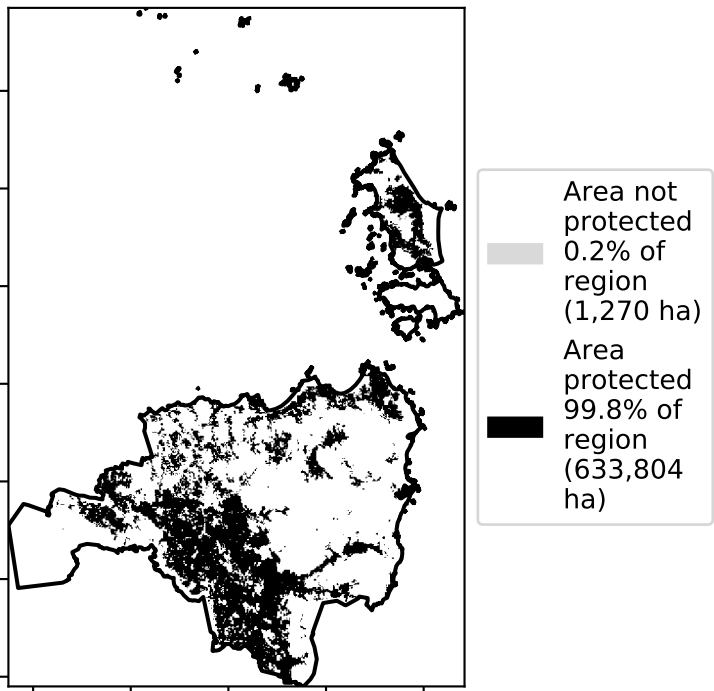 Area not
protected
0.2% of
region
(1,270 ha)
Area
protected
99.8% of
region
(633,804
ha)